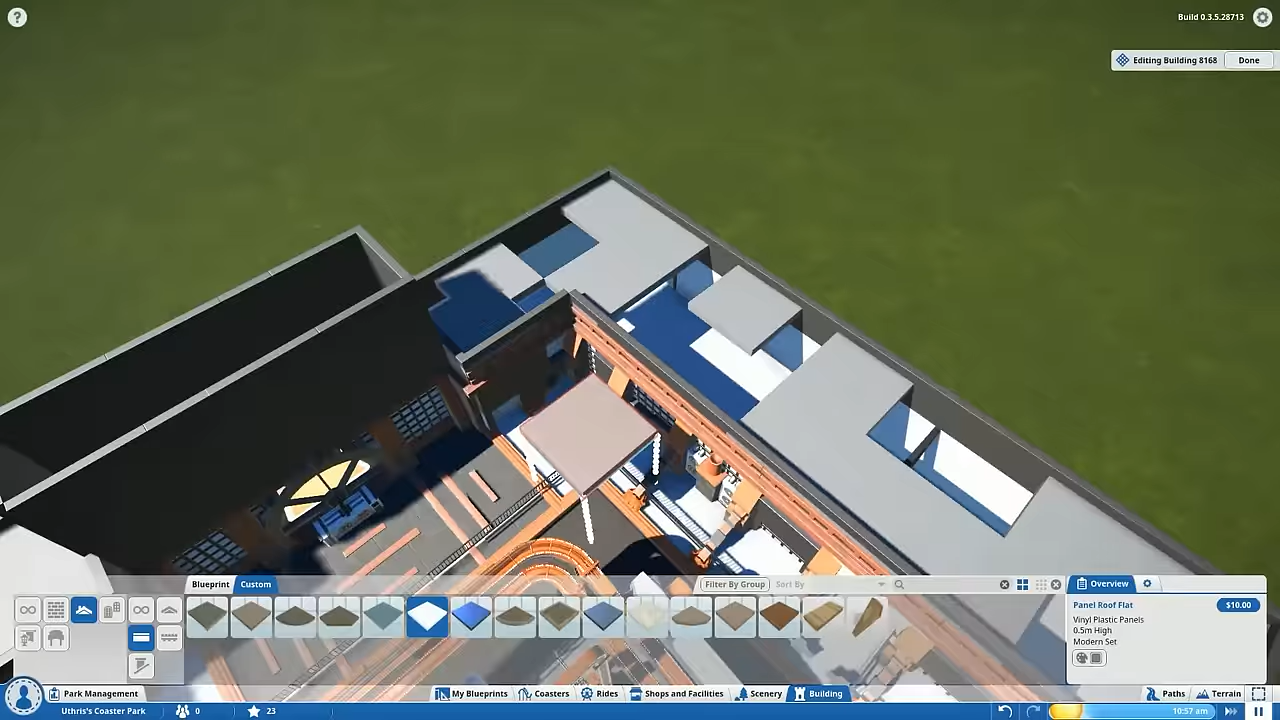 ?
Build 0.3.5.28713
Editing Building 8168
Done
Blueprint
Custom
Filter By Group
Sort By
Overview
Panel Roof Flat
$10.00
Vinyl Plastic Panels
0.5m High
Modern Set
Park Management
My Blueprints
Coasters
Rides
Shops and Facilities
Scenery
Building
Paths
Terrain
Uthris's Coaster Park
0
23
10:57 am